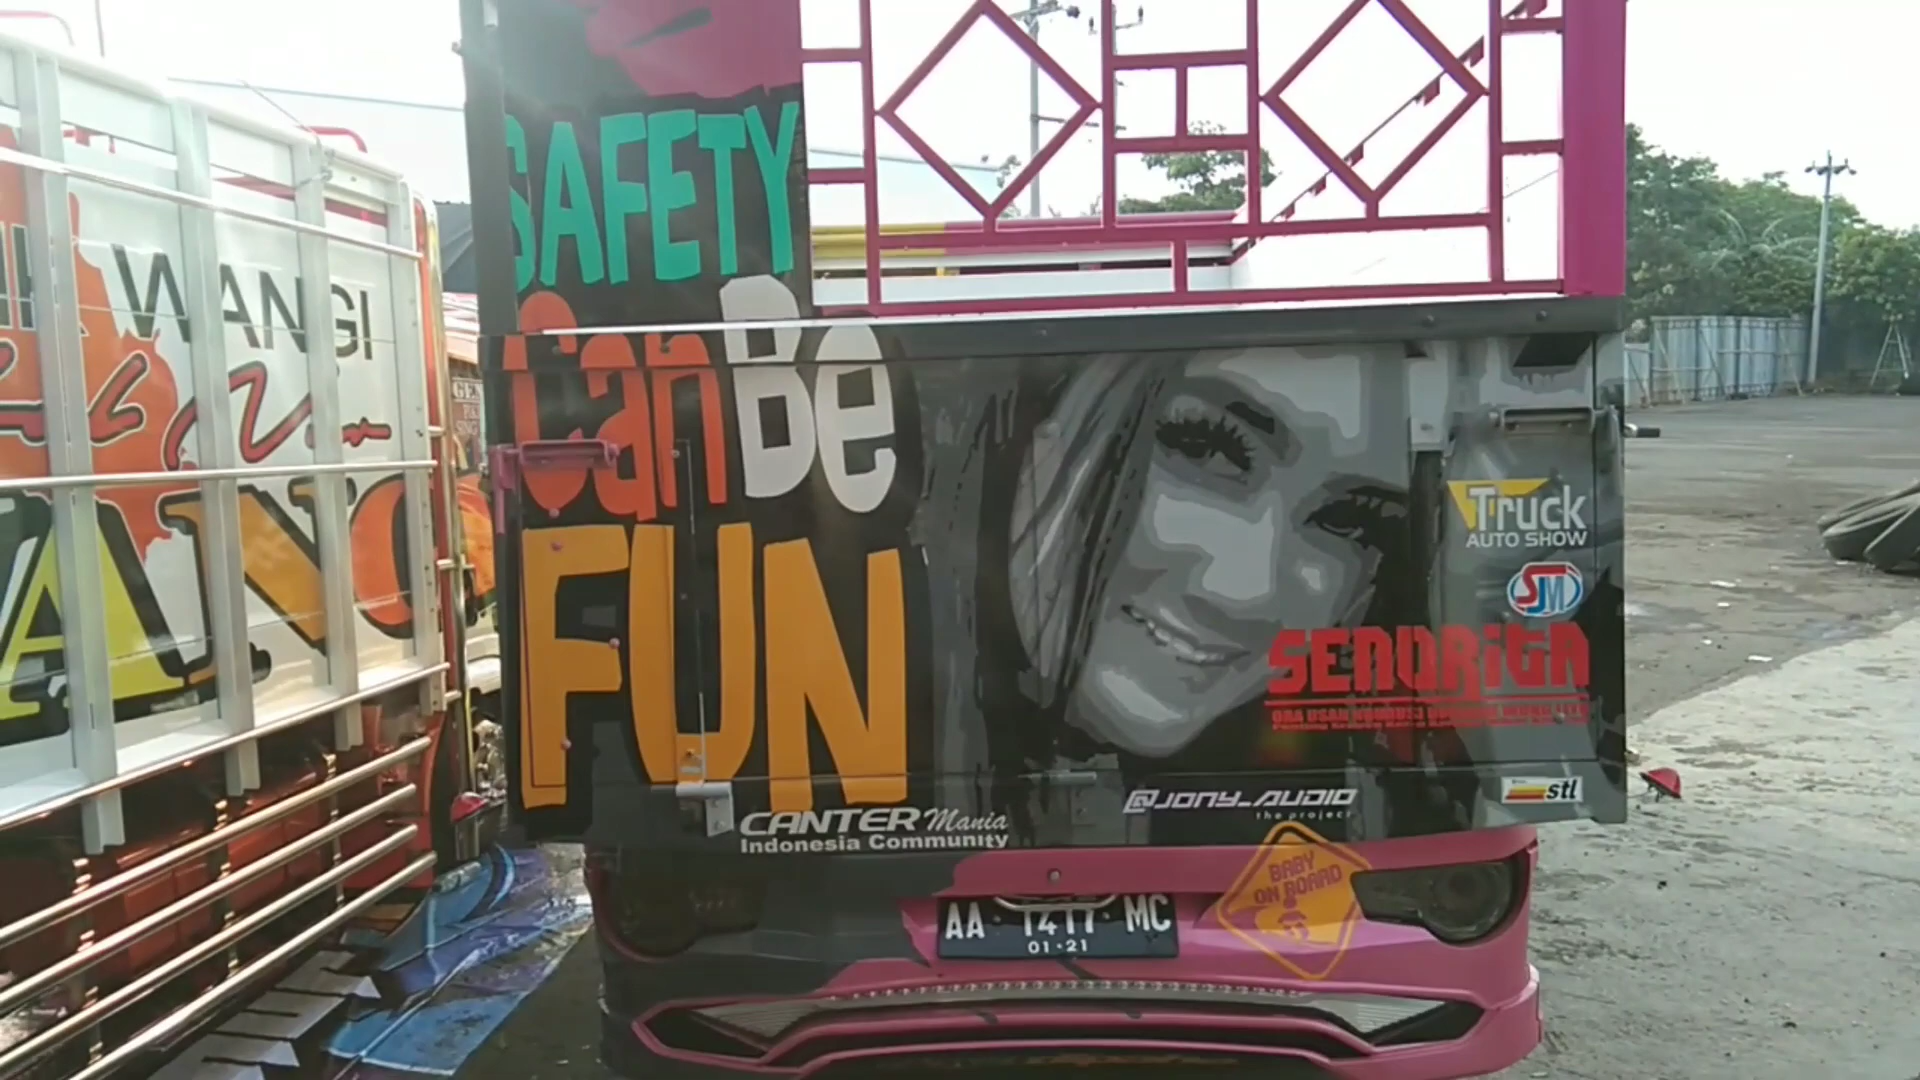 WANGI
SAFETY
Can Be
FUN
Truck
AUTO SHOW
SJM
SENORITA
CANTER Mania
Indonesia Community
@JONY_AUDIO
the project
stl
BABY
ON BOARD
AA 1417 MC
01·21